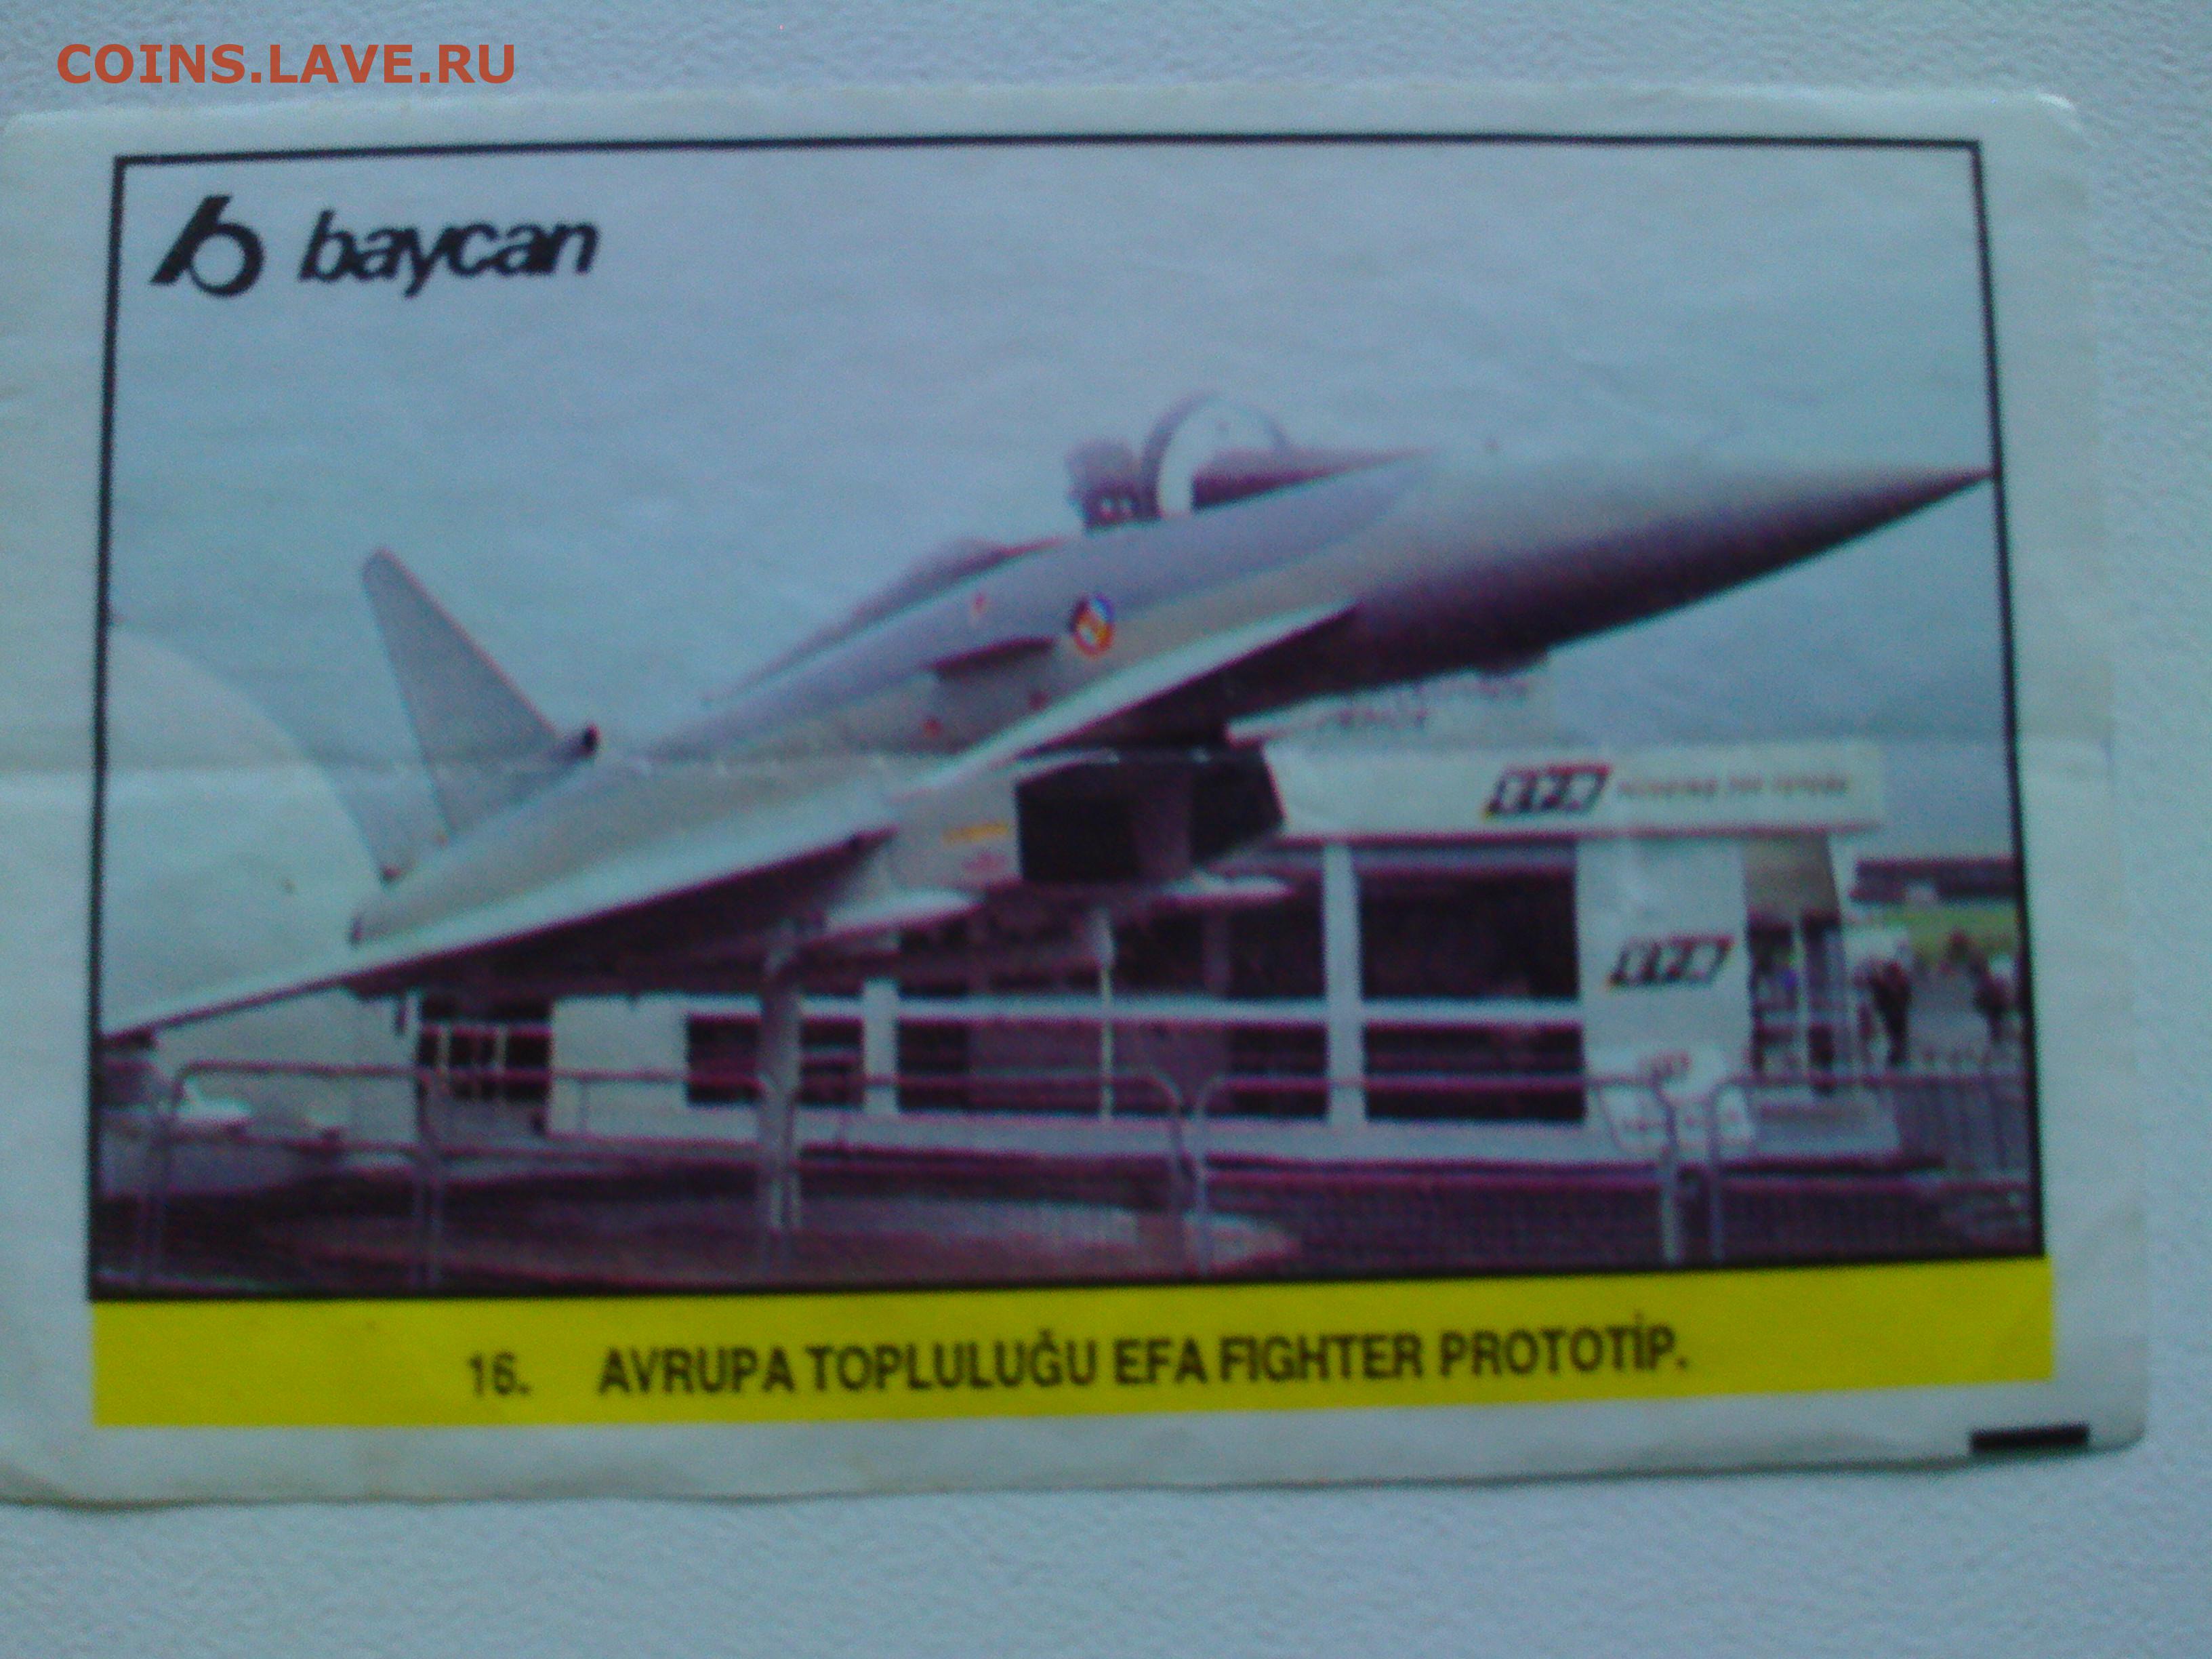 COINS.LAVE.RU
baycan
16. AVRUPA TOPLULUĞU EFA FIGHTER PROTOTİP.